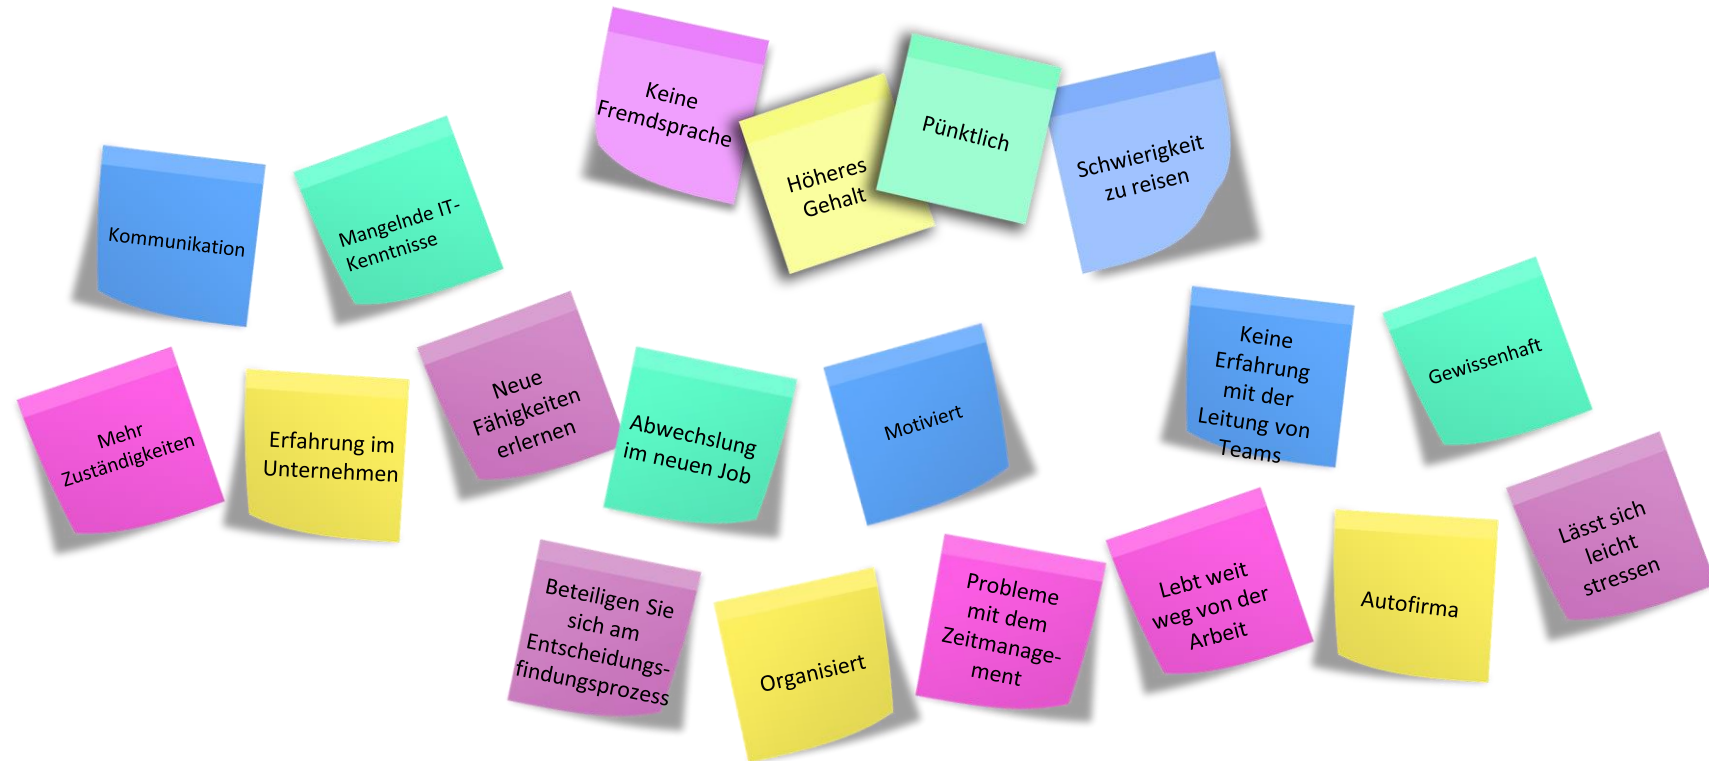 Keine
Fremdsprache
Höheres
Gehalt
Pünktlich
Schwierigkeit
zu reisen
Kommunikation
Mangelnde IT-
Kenntnisse
Mehr
Zuständigkeiten
Erfahrung im
Unternehmen
Neue
Fähigkeiten
erlernen
Abwechslung
im neuen Job
Motiviert
Keine
Erfahrung
mit der
Leitung von
Teams
Gewissenhaft
Beteiligen Sie
sich am
Entscheidungs-
findungsprozess
Organisiert
Probleme
mit dem
Zeitmanage-
ment
Lebt weit
weg von der
Arbeit
Autofirma
Lässt sich
leicht
stressen